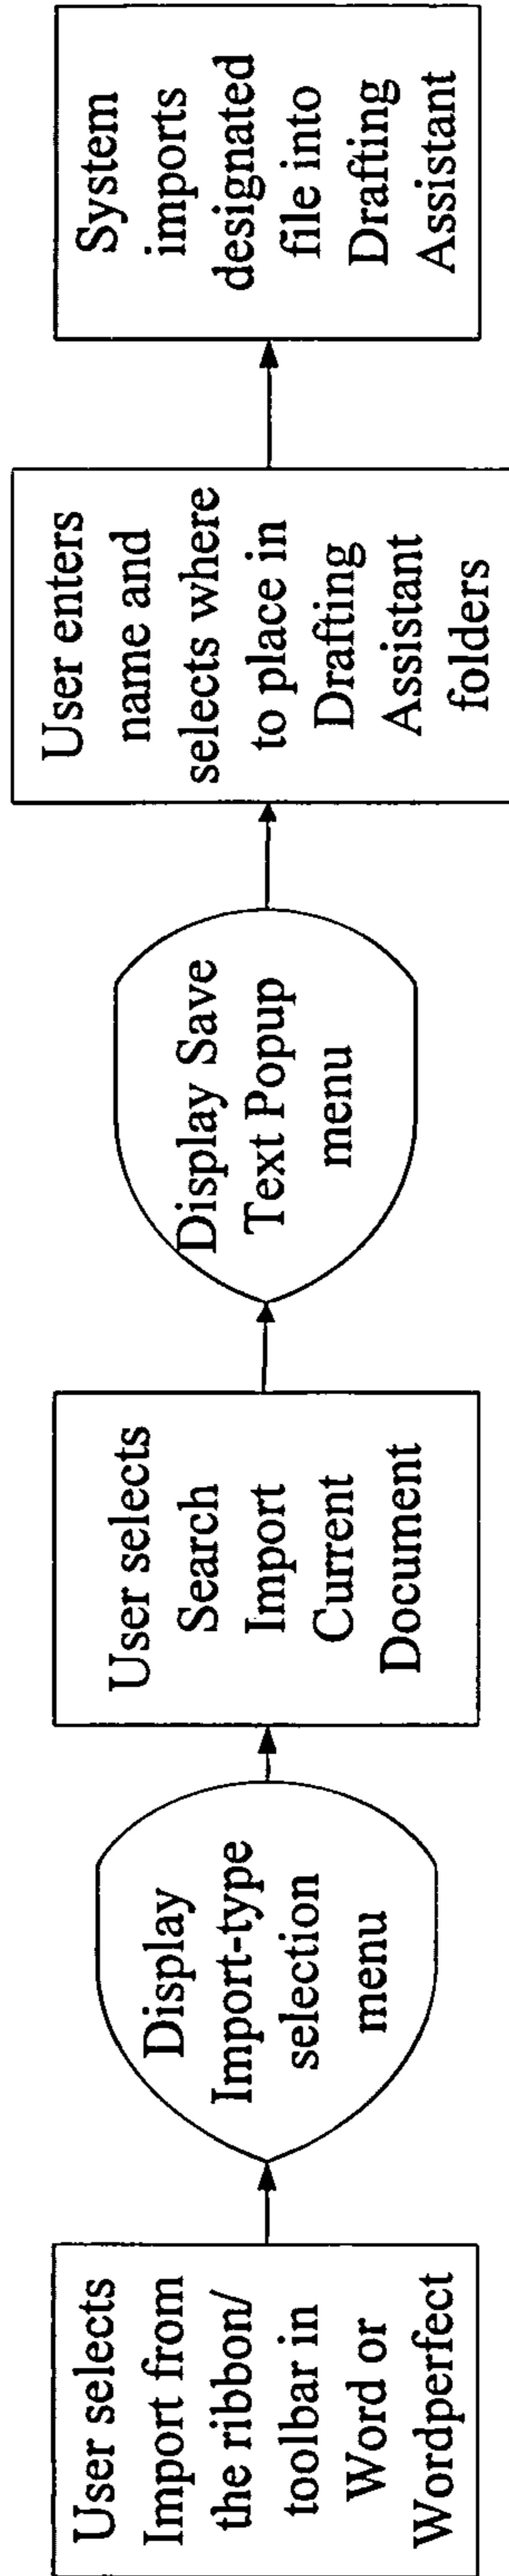 User selects
Import from
the ribbon/
toolbar in
Word or
Wordperfect
Display
Import-type
selection
menu
User selects
Search
Import
Current
Document
Display Save
Text Popup
menu
User enters
name and
selects where
to place in
Drafting
Assistant
folders
System
imports
designated
file into
Drafting
Assistant